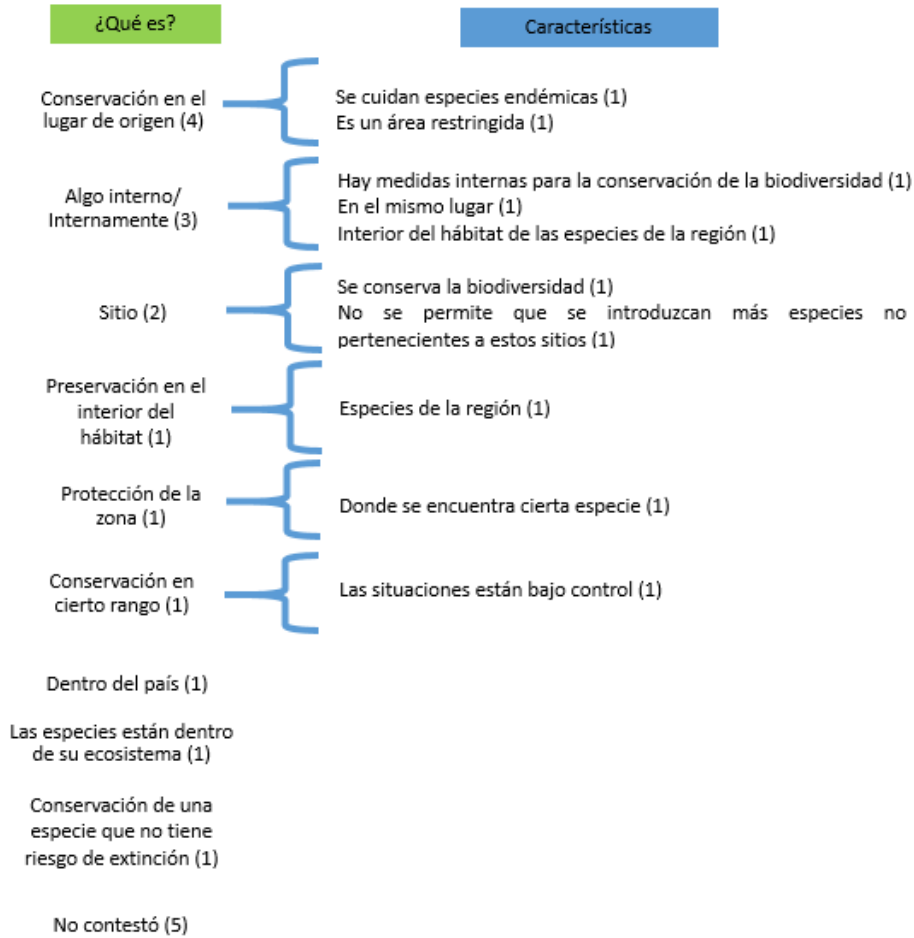 ¿Qué es?
Características
Conservación en el
lugar de origen (4)
Se cuidan especies endémicas (1)
Es un área restringida (1)
Algo interno/
Internamente (3)
Hay medidas internas para la conservación de la biodiversidad (1)
En el mismo lugar (1)
Interior del hábitat de las especies de la región (1)
Sitio (2)
Se conserva la biodiversidad (1)
No se permite que se introduzcan más especies no
pertenecientes a estos sitios (1)
Preservación en el
interior del
hábitat (1)
Especies de la región (1)
Protección de la
zona (1)
Donde se encuentra cierta especie (1)
Conservación en
cierto rango (1)
Las situaciones están bajo control (1)
Dentro del país (1)
Las especies están dentro
de su ecosistema (1)
Conservación de una
especie que no tiene
riesgo de extinción (1)
No contestó (5)